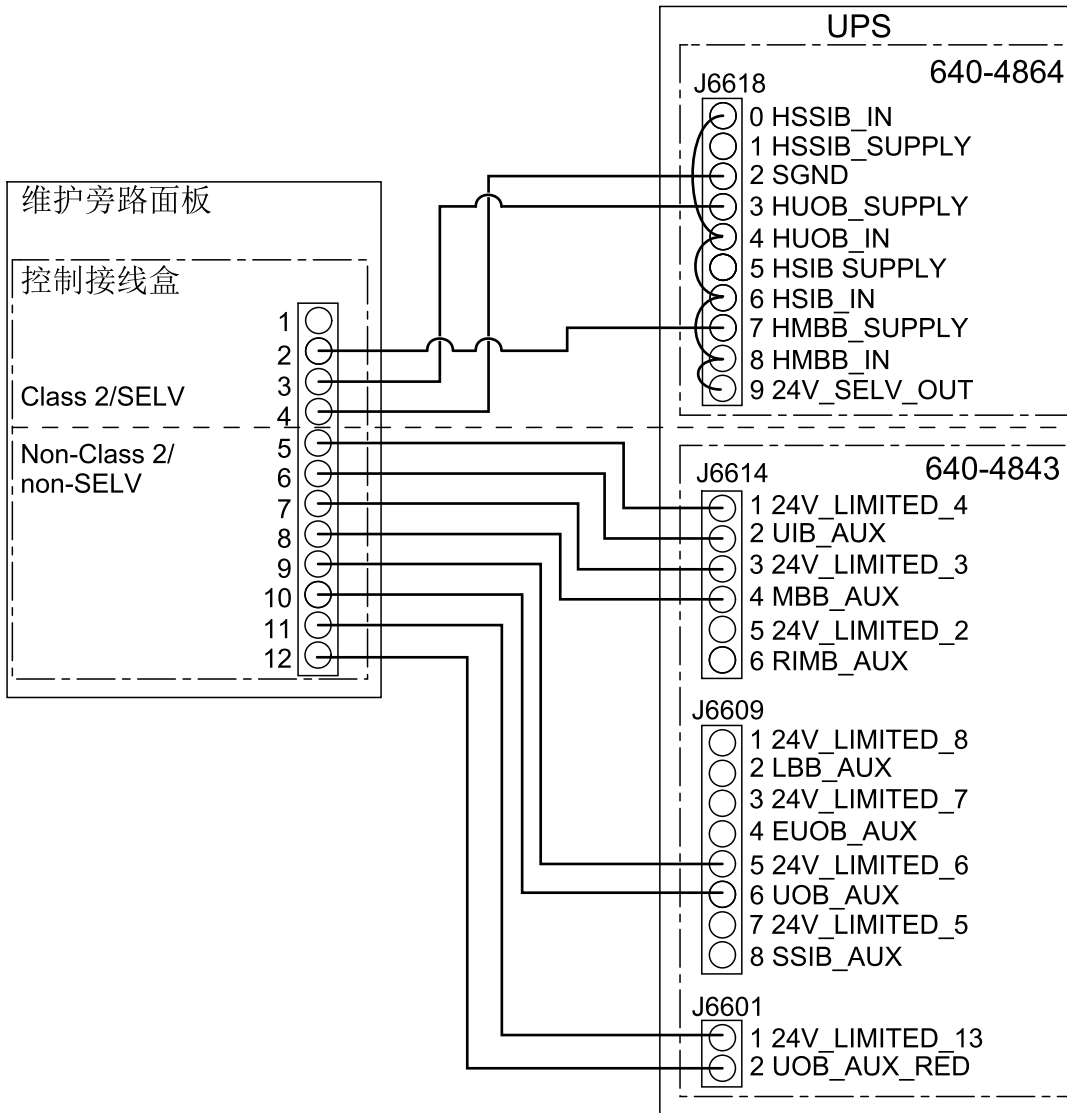 UPS
640-4864
J6618
0 HSSIB_IN
1 HSSIB_SUPPLY
2 SGND
3 HUOB_SUPPLY
4 HUOB_IN
5 HSIB SUPPLY
6 HSIB_IN
7 HMBB_SUPPLY
8 HMBB_IN
9 24V_SELV_OUT
维护旁路面板
控制接线盒
1
2
3
4
Class 2/SELV
Non-Class 2/
non-SELV
5
6
7
8
9
10
11
12
640-4843
J6614
1 24V_LIMITED_4
2 UIB_AUX
3 24V_LIMITED_3
4 MBB_AUX
5 24V_LIMITED_2
6 RIMB_AUX
J6609
1 24V_LIMITED_8
2 LBB_AUX
3 24V_LIMITED_7
4 EUOB_AUX
5 24V_LIMITED_6
6 UOB_AUX
7 24V_LIMITED_5
8 SSIB_AUX
J6601
1 24V_LIMITED_13
2 UOB_AUX_RED